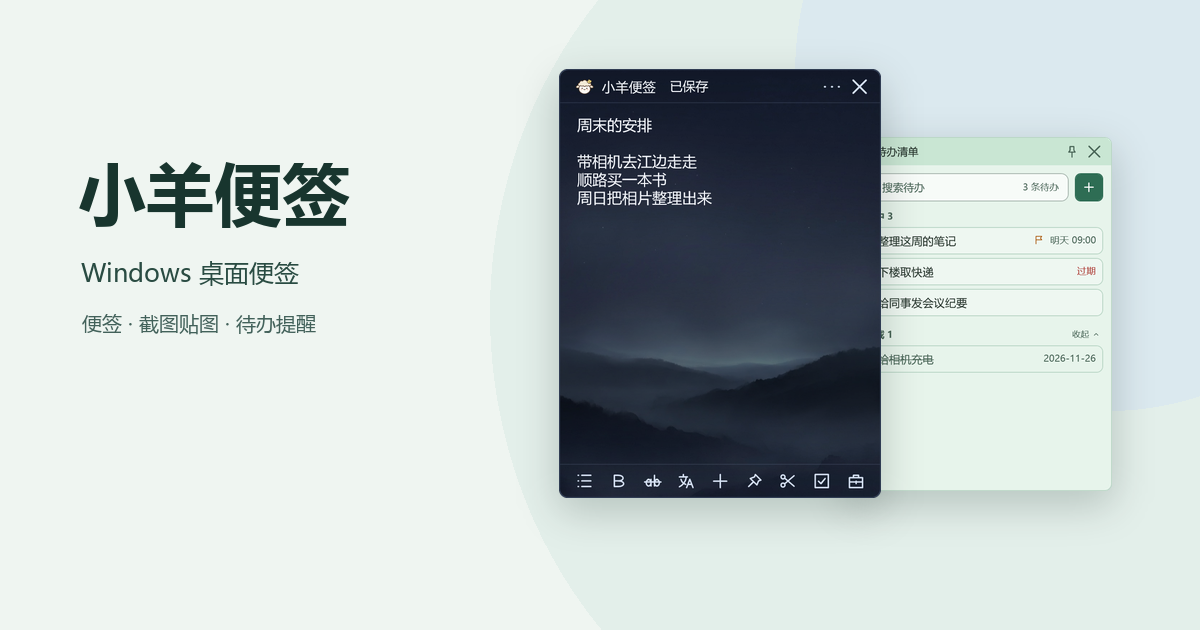 小羊便签
Windows 桌面便签
便签 · 截图贴图 · 待办提醒
小羊便签 已保存 ···
周末的安排
带相机去江边走走
顺路买一本书
周日把相片整理出来
B ab 文A
待办清单
搜索待办 3 条待办 +
3
整理这周的笔记 明天 09:00
下楼取快递 过期
给同事发会议纪要
1 收起
给相机充电 2026-11-26